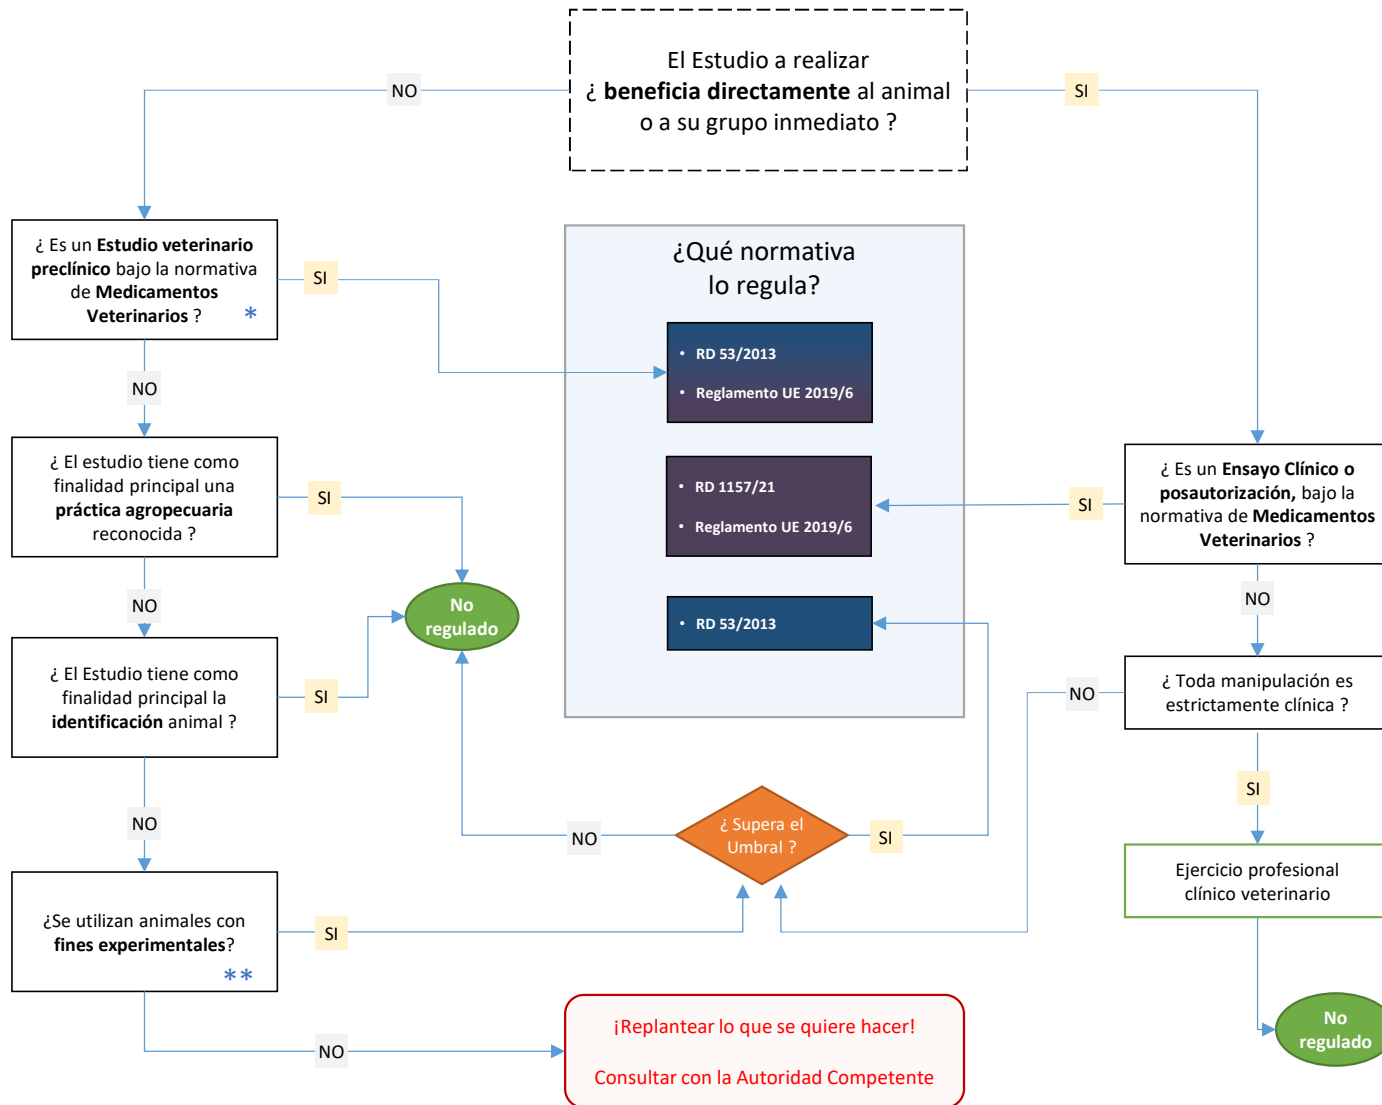 El Estudio a realizar
¿ beneficia directamente al animal
o a su grupo inmediato ?
NO
SI
¿ Es un Estudio veterinario
preclínico bajo la normativa
de Medicamentos
Veterinarios ?
*
SI
¿Qué normativa
lo regula?
• RD 53/2013
• Reglamento UE 2019/6
NO
¿ El estudio tiene como
finalidad principal una
práctica agropecuaria
reconocida ?
SI
• RD 1157/21
• Reglamento UE 2019/6
SI
¿ Es un Ensayo Clínico o
posautorización, bajo la
normativa de Medicamentos
Veterinarios ?
NO
No
regulado
• RD 53/2013
NO
¿ El Estudio tiene como
finalidad principal la
identificación animal ?
SI
NO
¿ Toda manipulación es
estrictamente clínica ?
NO
SI
NO
¿ Supera el
Umbral ?
SI
Ejercicio profesional
clínico veterinario
¿Se utilizan animales con
fines experimentales?
**
SI
NO
¡Replantear lo que se quiere hacer!
Consultar con la Autoridad Competente
No
regulado